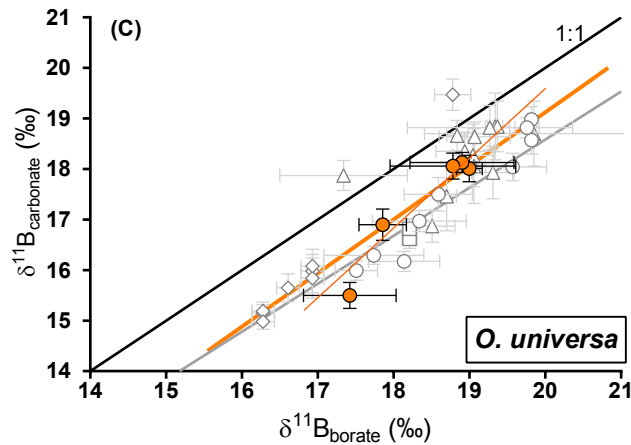 (C)
1:1
21
20
19
18
17
16
15
14
δ¹¹Bcarbonate
(‰)
14 15 16 17 18 19 20 21
δ¹¹Bborate (‰)
O. universa